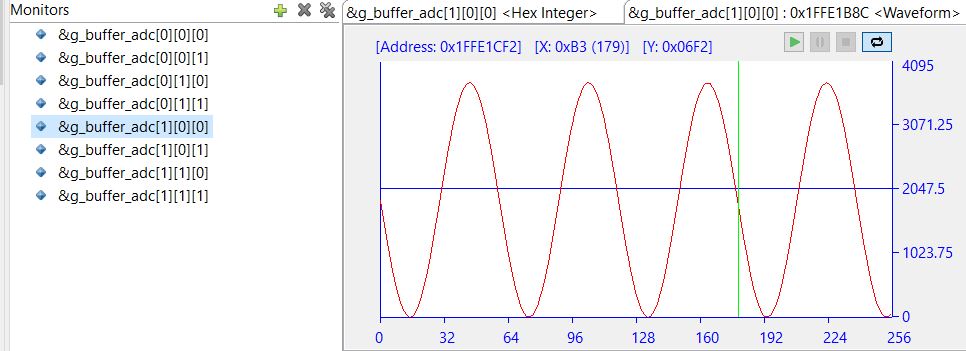 Monitors
&g_buffer_adc[0][0][0]
&g_buffer_adc[0][0][1]
&g_buffer_adc[0][1][0]
&g_buffer_adc[0][1][1]
&g_buffer_adc[1][0][0]
&g_buffer_adc[1][0][1]
&g_buffer_adc[1][1][0]
&g_buffer_adc[1][1][1]
&g_buffer_adc[1][0][0] <Hex Integer>
&g_buffer_adc[1][0][0] : 0x1FFE1B8C <Waveform>
[Address: 0x1FFE1CF2] [X: 0xB3 (179)] [Y: 0x06F2]
4095
3071.25
2047.5
1023.75
0
0 32 64 96 128 160 192 224 256